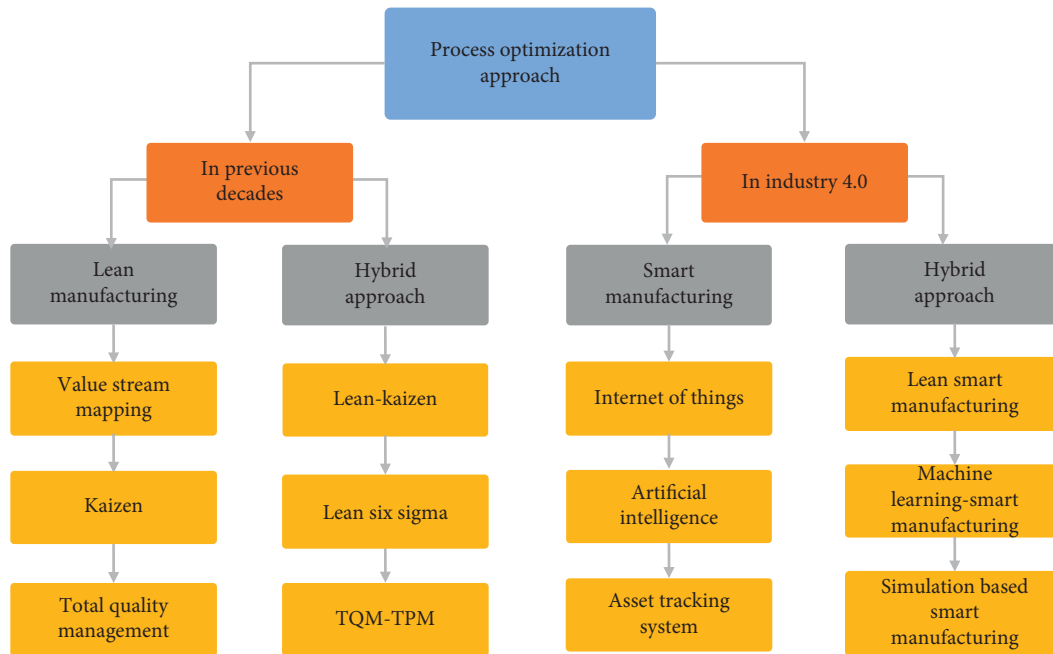 Process optimization
approach
In previous
decades
In industry 4.0
Lean
manufacturing
Hybrid
approach
Smart
manufacturing
Hybrid
approach
Value stream
mapping
Lean-kaizen
Internet of things
Lean smart
manufacturing
Kaizen
Lean six sigma
Artificial
intelligence
Machine
learning-smart
manufacturing
Total quality
management
TQM-TPM
Asset tracking
system
Simulation based
smart
manufacturing